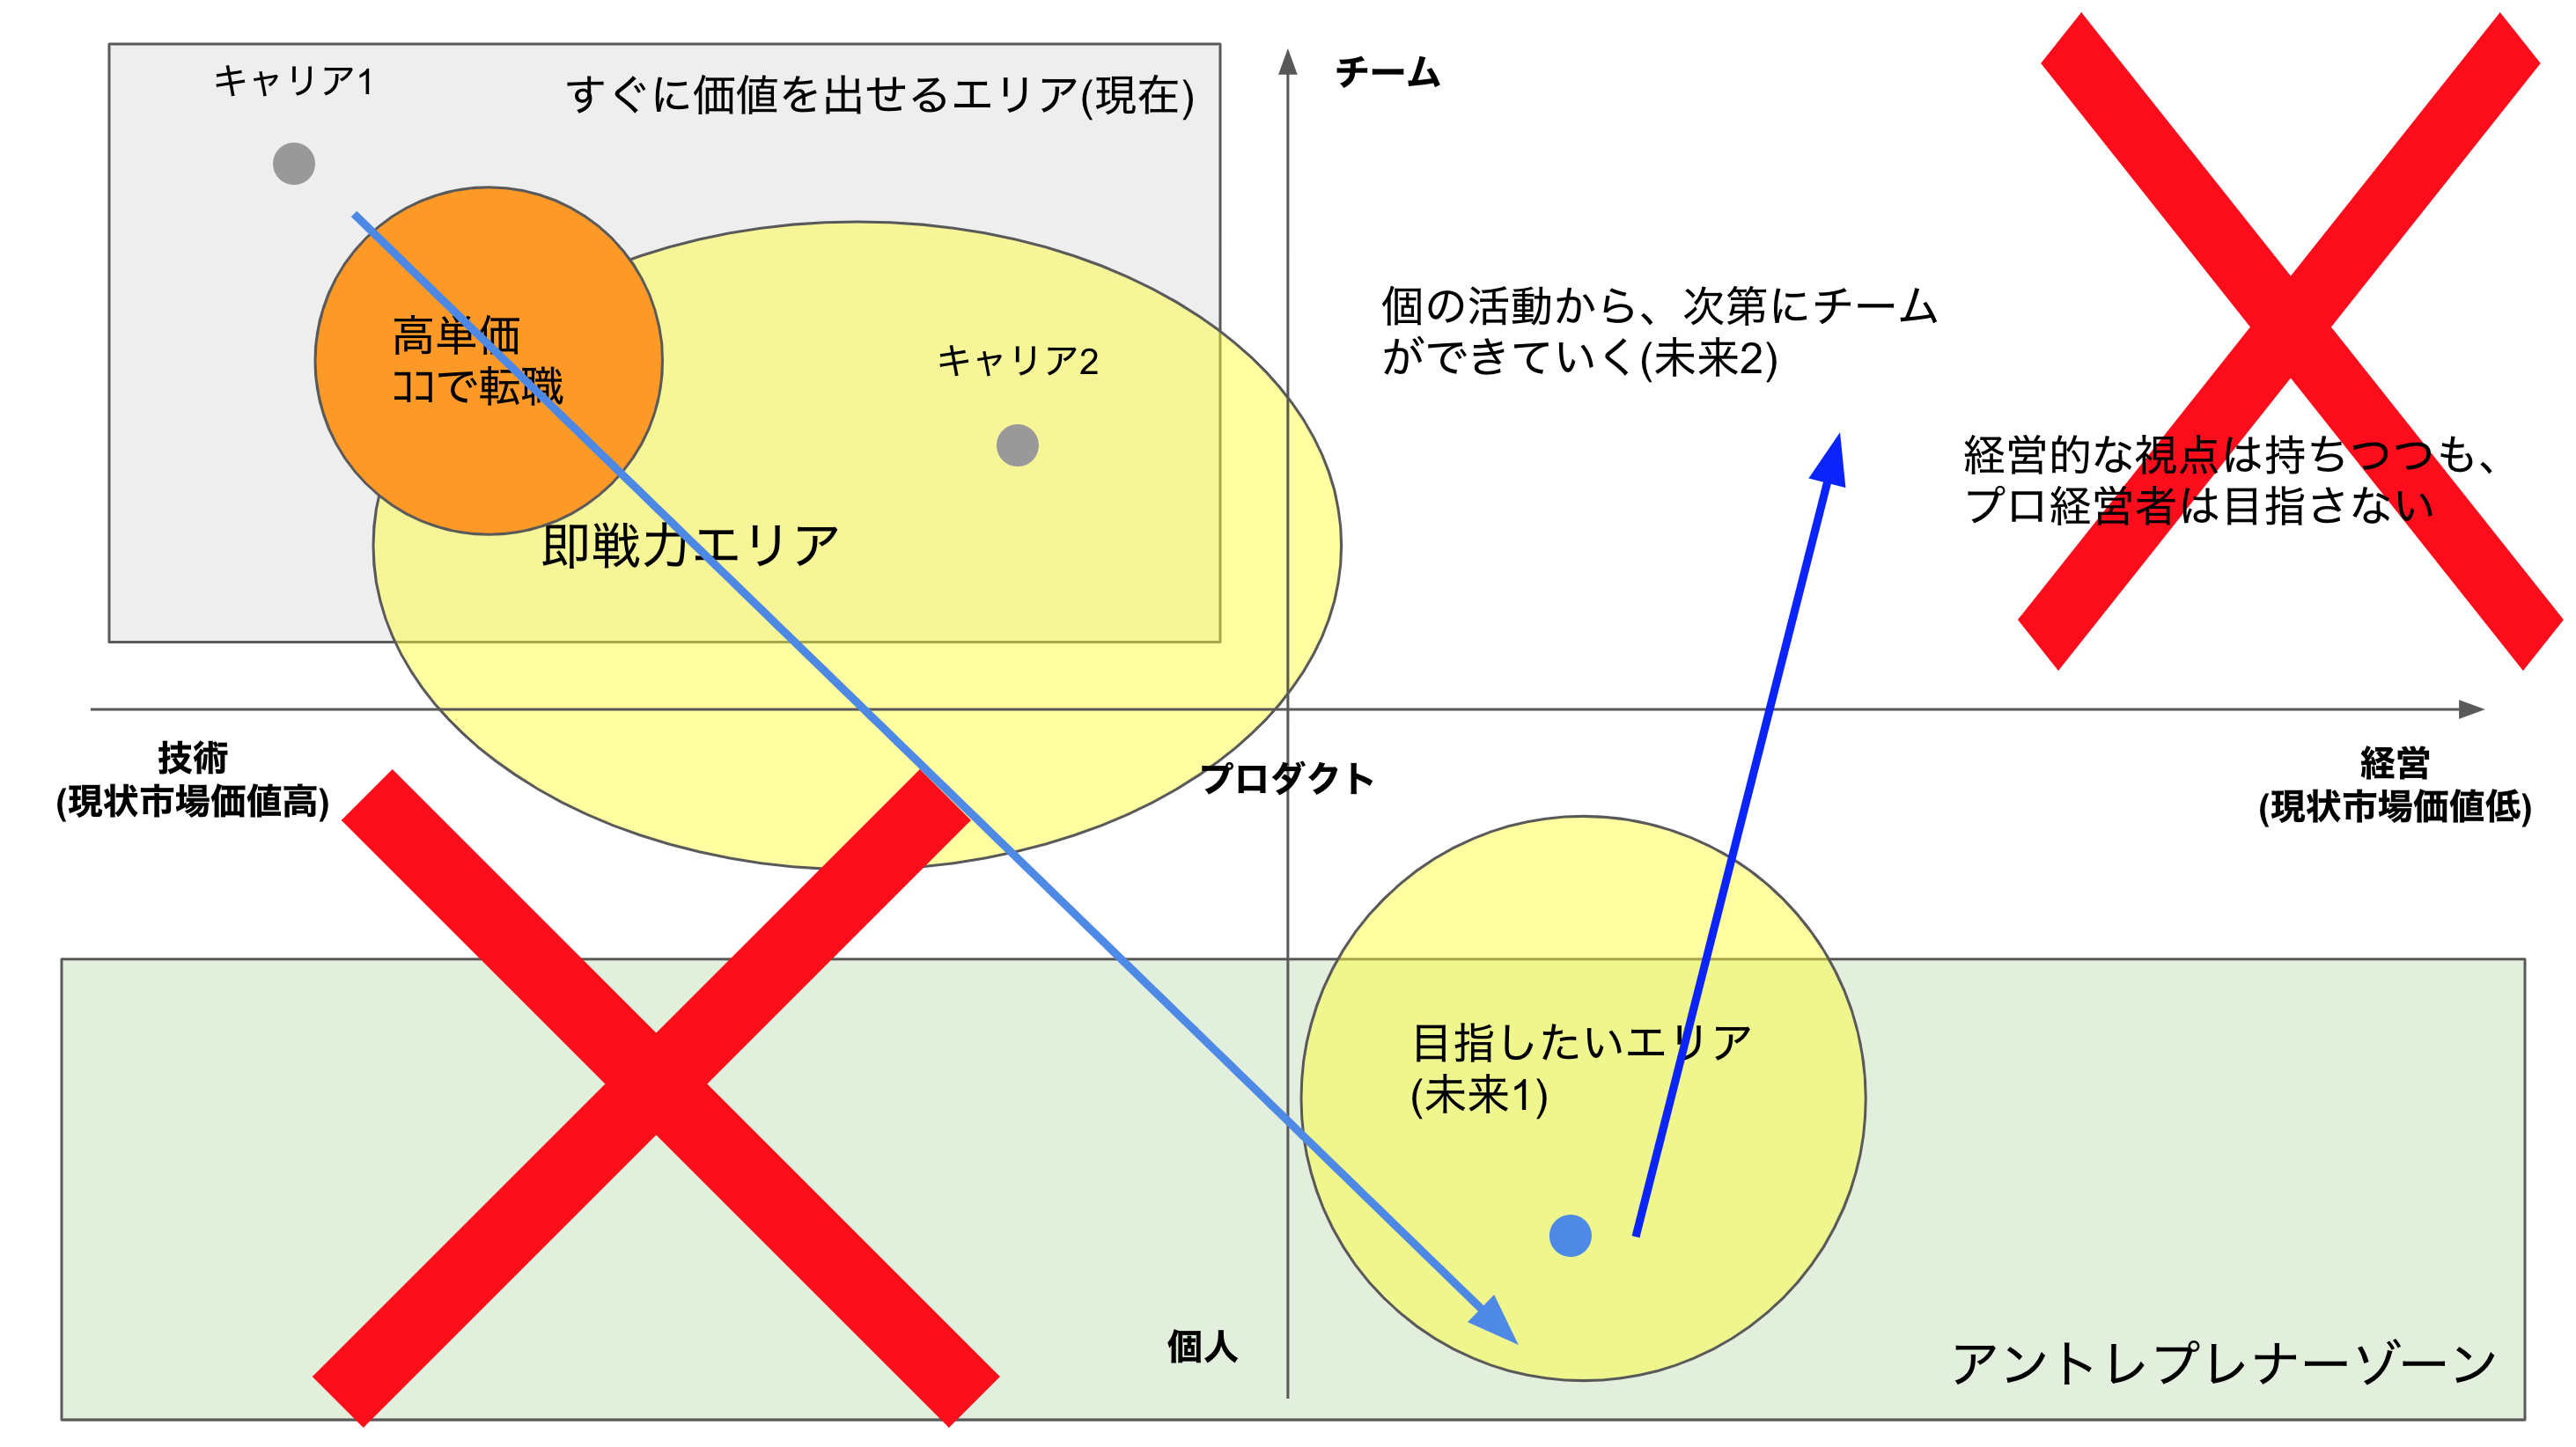 キャリア1
すぐに価値を出せるエリア(現在)
チーム
高単価
ココで転職
キャリア2
即戦力エリア
個の活動から、次第にチーム
ができていく(未来2)
経営的な視点は持ちつつも、
プロ経営者は目指さない
技術
(現状市場価値高)
プロダクト
経営
(現状市場価値低)
目指したいエリア
(未来1)
個人
アントレプレナーゾーン